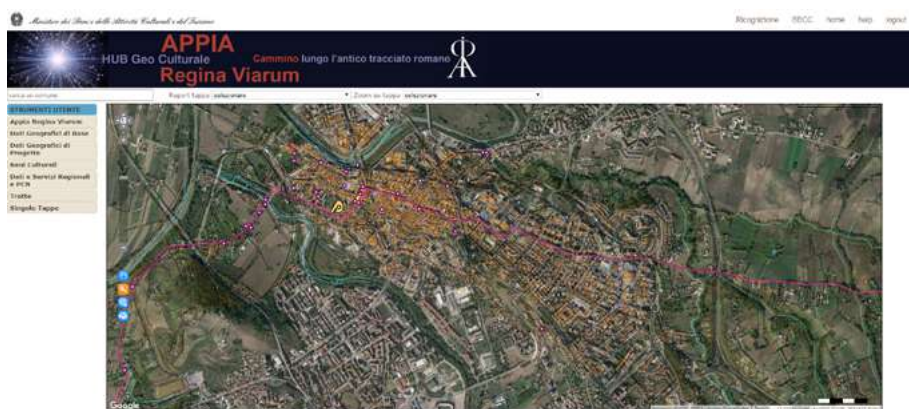 Ministero dei Beni e delle Attività Culturali e del Turismo
Ricognizione BBCC home help logout
APPIA
HUB Geo Culturale Cammino lungo l'antico tracciato romano
Regina Viarum
cerca un comune Report Tappa selezionare Zoom su tappa selezionare
STRUMENTI UTENTE
Appia Regina Viarum
Dati Geografici di Base
Dati Geografici di
Progetto
Beni Culturali
Dati e Servizi Regionali
e PCN
Tratte
Singole Tappe
Google